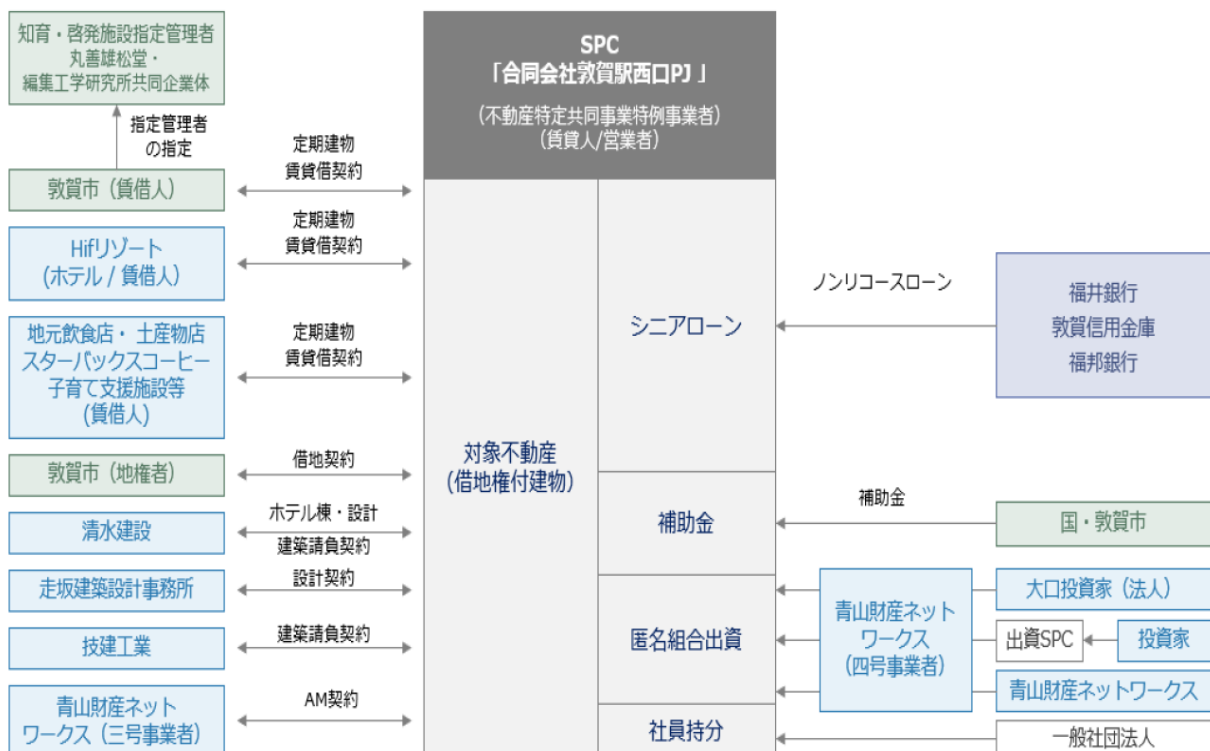 知育・啓発施設指定管理者
丸善雄松堂・
編集工学研究所共同企業体
指定管理者
の指定
敦賀市（賃借人）
定期建物
賃貸借契約
Hifリゾート
(ホテル / 賃借人)
定期建物
賃貸借契約
地元飲食店・ 土産物店
スターバックスコーヒー
子育て支援施設等
(賃借人)
定期建物
賃貸借契約
敦賀市（地権者）
借地契約
清水建設
ホテル棟・設計
建築請負契約
走坂建築設計事務所
設計契約
技建工業
建築請負契約
青山財産ネット
ワークス（三号事業者）
AM契約
SPC
「合同会社敦賀駅西口PJ 」
（不動産特定共同事業特例事業者）
（賃貸人/営業者）
対象不動産
(借地権付建物)
シニアローン
補助金
匿名組合出資
社員持分
ノンリコースローン
福井銀行
敦賀信用金庫
福邦銀行
補助金
国・敦賀市
青山財産ネット
ワークス
（四号事業者）
大口投資家（法人）
出資SPC
投資家
青山財産ネットワークス
一般社団法人